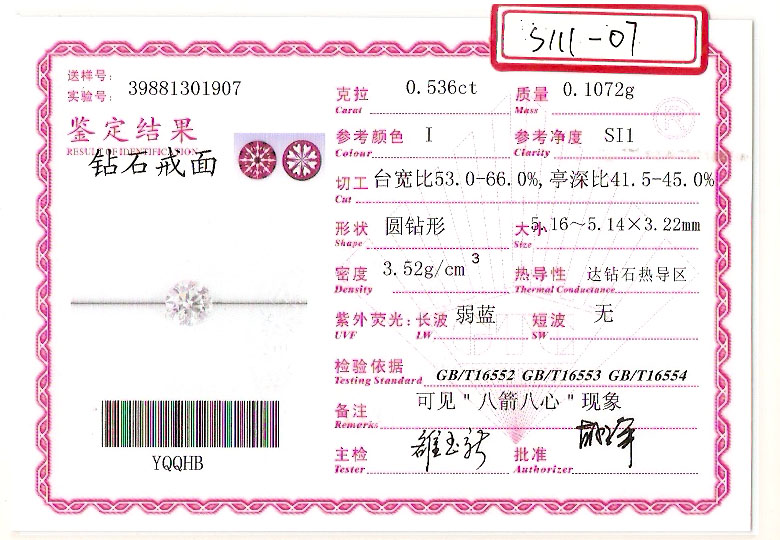 S111-07
送样号:
实验号: 39881301907
鉴定结果
RESULT OF IDENTIFICATION
钻石戒面
克拉 0.536ct 质量 0.1072g
Carat Mass
参考颜色 I 参考净度 SI1
Colour Clarity
切工 台宽比53.0-66.0%,亭深比41.5-45.0%
Cut
形状 圆钻形 大小 5.16~5.14×3.22mm
Shape Size
密度 3.52g/cm³ 热导性 达钻石热导区
Density Thermal Conductance
紫外荧光: 长波 弱蓝 短波 无
UVF LW SW
检验依据 GB/T16552 GB/T16553 GB/T16554
Testing Standard
备注 可见"八箭八心"现象
Remarks
主检 批准
Tester Authorizer
YQQHB